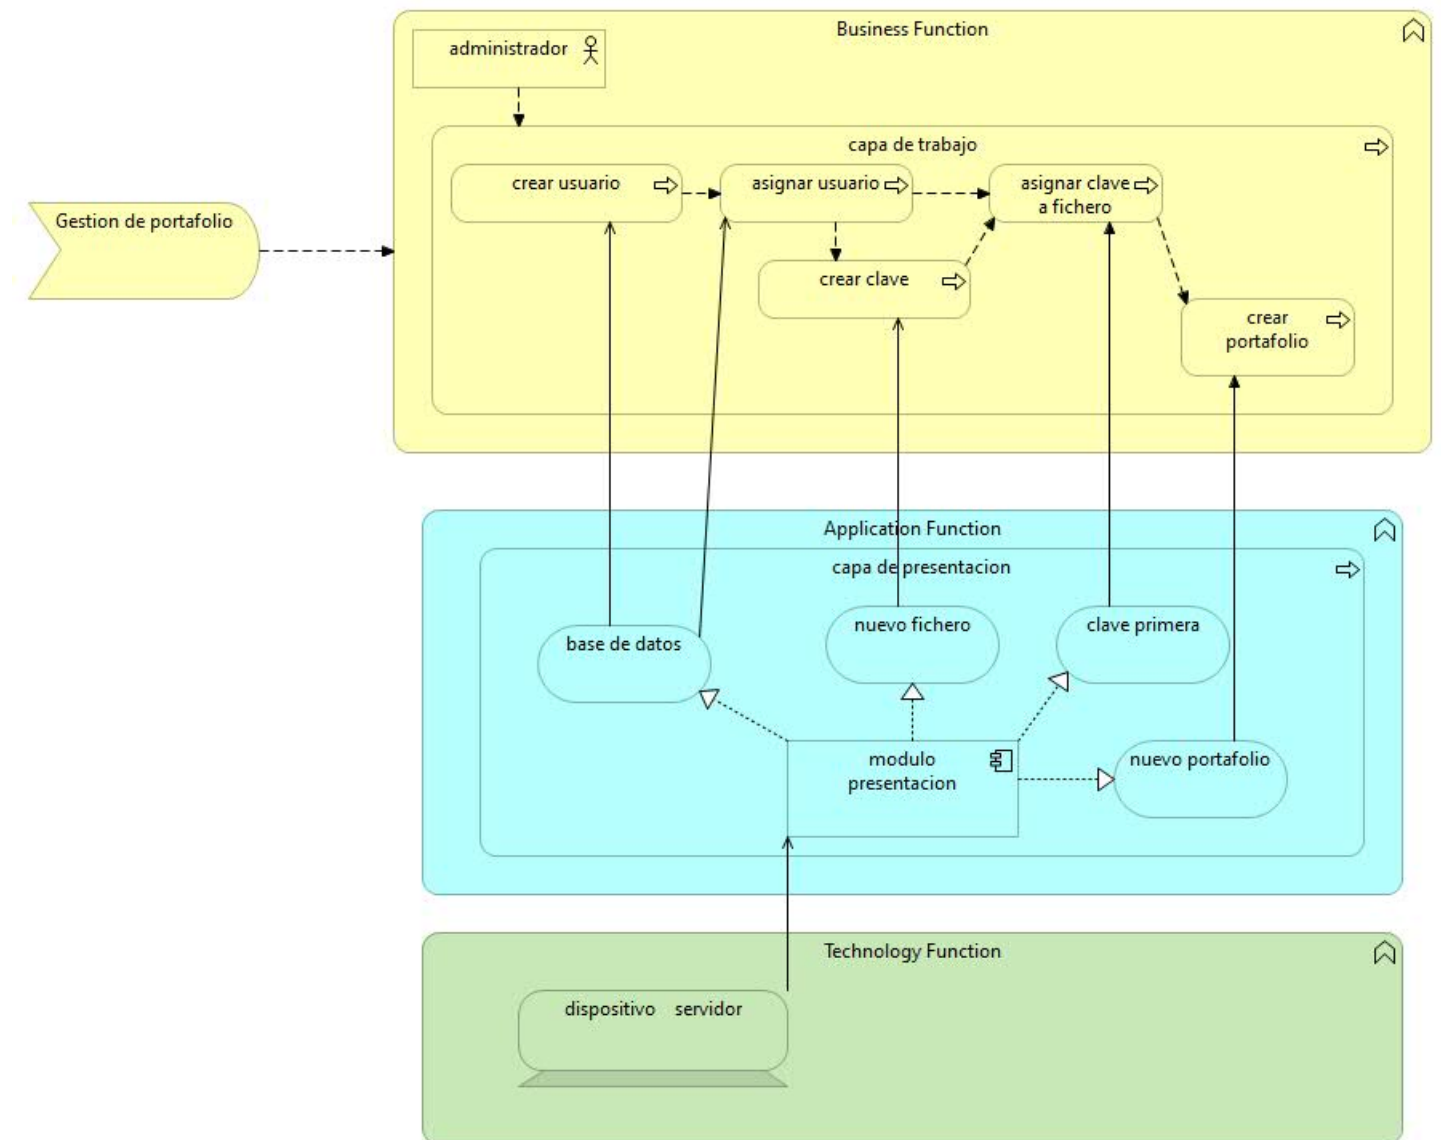 Business Function
administrador
capa de trabajo
crear usuario
asignar usuario
asignar clave
a fichero
Gestion de portafolio
crear clave
crear
portafolio
Application Function
capa de presentacion
base de datos
nuevo fichero
clave primera
modulo
presentacion
nuevo portafolio
Technology Function
dispositivo servidor